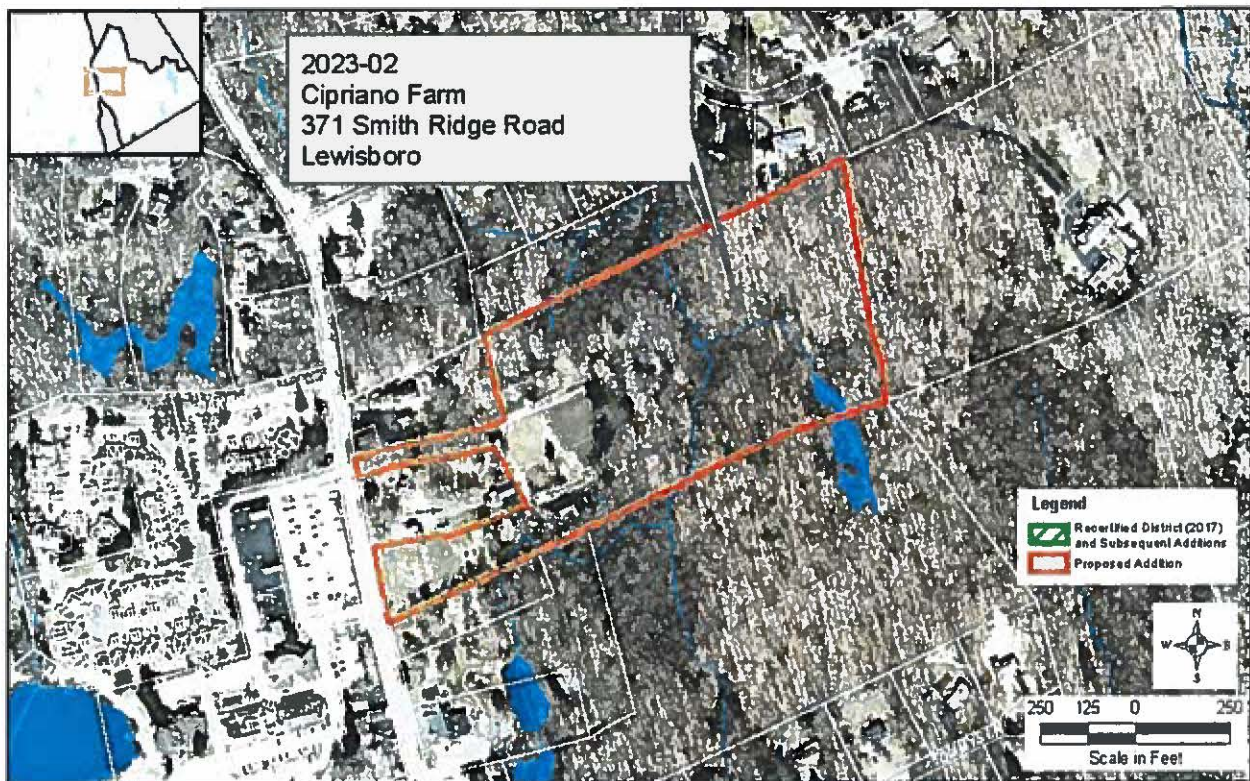 2023-02
Cipriano Farm
371 Smith Ridge Road
Lewisboro
Legend
Recertified District (2017)
and Subsequent Additions
Proposed Addition
N
W E
S
250 125 0 250
Scale in Feet